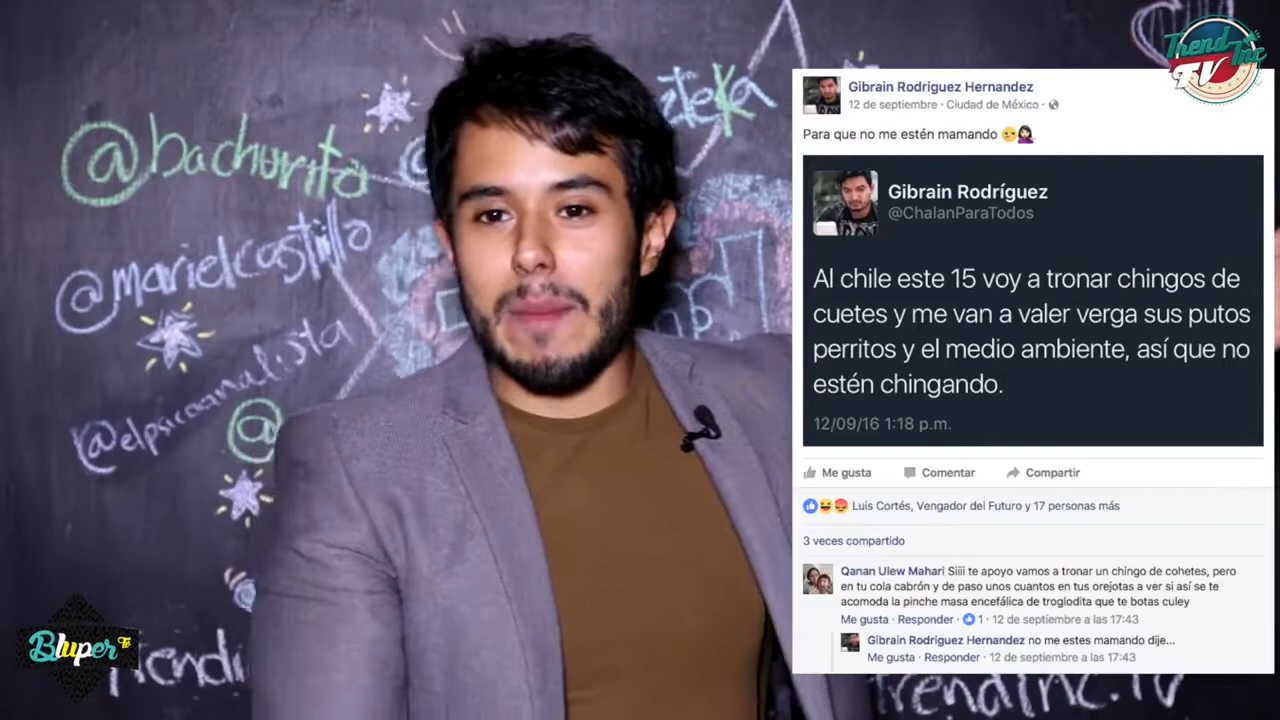 @bachurita
@marielcastillo
@elpsicoanalista
@
zteka
Trend Inc
TV
Bluper Tv
trendinc.TV
Gibrain Rodriguez Hernandez
12 de septiembre · Ciudad de México ·
Para que no me estén mamando
Gibrain Rodríguez
@ChalanParaTodos
Al chile este 15 voy a tronar chingos de
cuetes y me van a valer verga sus putos
perritos y el medio ambiente, así que no
estén chingando.
12/09/16 1:18 p.m.
Me gusta Comentar Compartir
Luis Cortés, Vengador del Futuro y 17 personas más
3 veces compartido
Qanan Ulew Mahari Siiii te apoyo vamos a tronar un chingo de cohetes, pero
en tu cola cabrón y de paso unos cuantos en tus orejotas a ver si así se te
acomoda la pinche masa encefálica de troglodita que te botas culey
Me gusta · Responder · 1 · 12 de septiembre a las 17:43
Gibrain Rodriguez Hernandez no me estes mamando dije...
Me gusta · Responder · 12 de septiembre a las 17:43